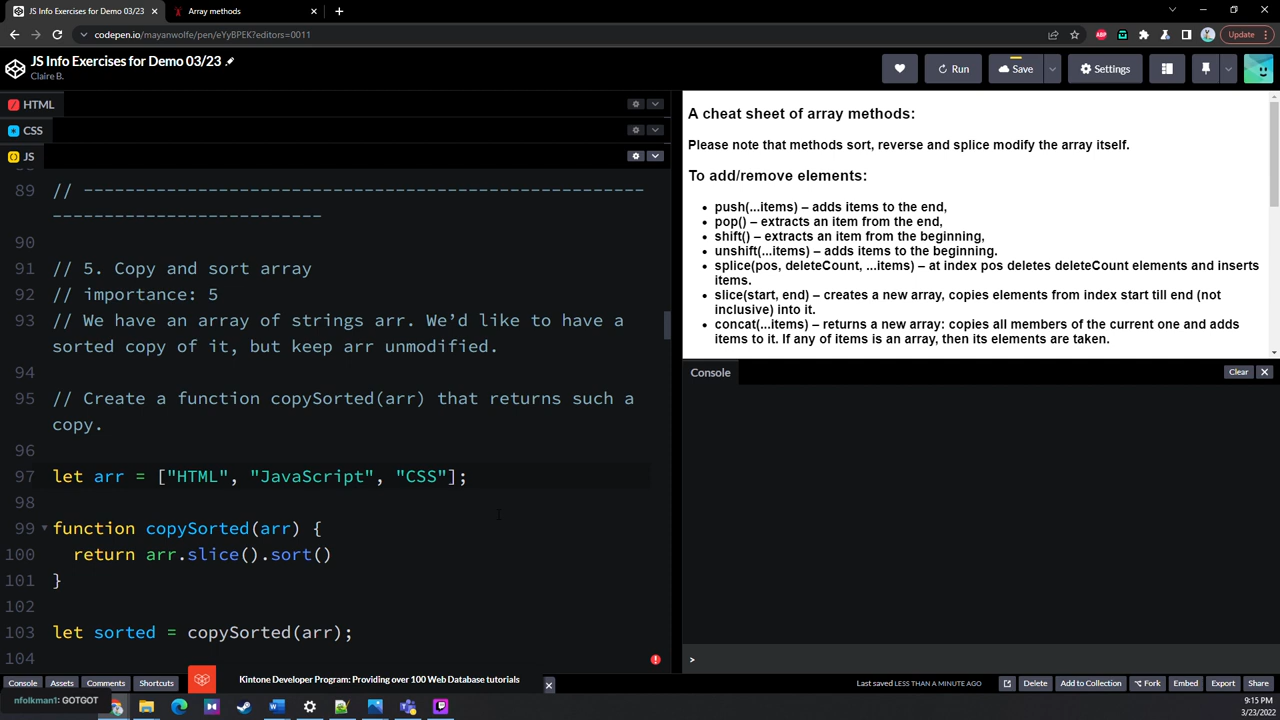 JS Info Exercises for Demo 03/23
Array methods
codepen.io/mayanwolfe/pen/eYyBPEK?editors=0011
ABP
Update
JS Info Exercises for Demo 03/23
Claire B.
Run
Save
Settings
HTML
CSS
JS
89 // ------------------------------------------------------
--------------------------
90
91 // 5. Copy and sort array
92 // importance: 5
93 // We have an array of strings arr. We’d like to have a
sorted copy of it, but keep arr unmodified.
94
95 // Create a function copySorted(arr) that returns such a
copy.
96
97 let arr = ["HTML", "JavaScript", "CSS"];
98
99 function copySorted(arr) {
100 return arr.slice().sort()
101 }
102
103 let sorted = copySorted(arr);
104
A cheat sheet of array methods:
Please note that methods sort, reverse and splice modify the array itself.
To add/remove elements:
• push(...items) – adds items to the end,
• pop() – extracts an item from the end,
• shift() – extracts an item from the beginning,
• unshift(...items) – adds items to the beginning.
• splice(pos, deleteCount, ...items) – at index pos deletes deleteCount elements and inserts
items.
• slice(start, end) – creates a new array, copies elements from index start till end (not
inclusive) into it.
• concat(...items) – returns a new array: copies all members of the current one and adds
items to it. If any of items is an array, then its elements are taken.
Console
Clear
>
Console
Assets
Comments
Shortcuts
Kintone Developer Program: Providing over 100 Web Database tutorials
Last saved LESS THAN A MINUTE AGO
Delete
Add to Collection
Fork
Embed
Export
Share
nfolkman1: GOTGOT
9:15 PM
3/23/2022